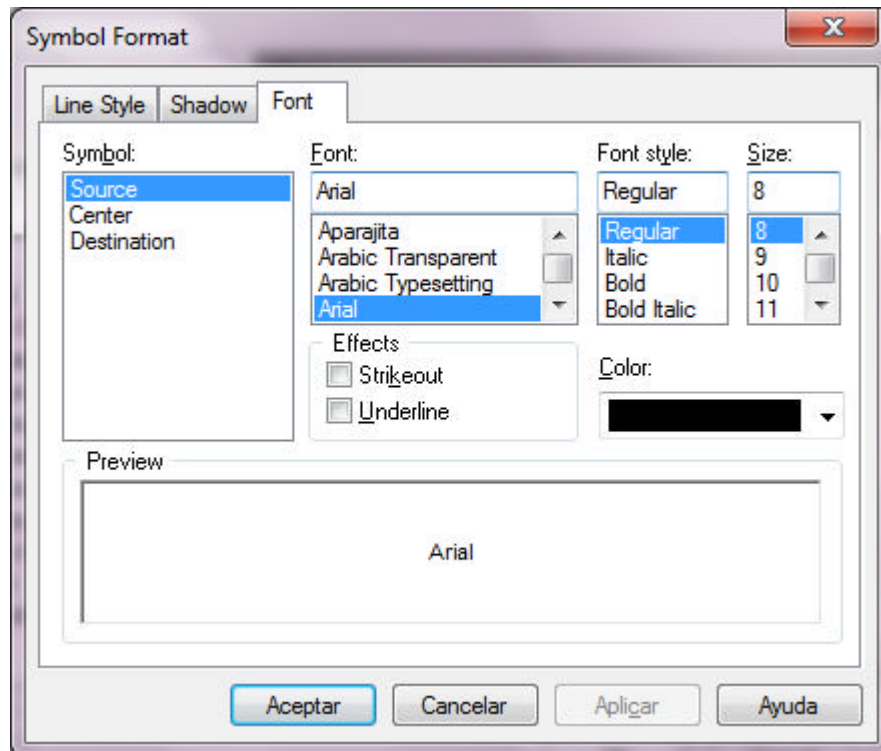 Symbol Format
Line Style Shadow Font
Symbol: Font: Font style: Size:
Arial Regular 8
Source
Center
Destination
Aparajita
Arabic Transparent
Arabic Typesetting
Arial
Regular
Italic
Bold
Bold Italic
8
9
10
11
Effects
Strikeout
Underline
Color:
Preview
Arial
Aceptar Cancelar Aplicar Ayuda